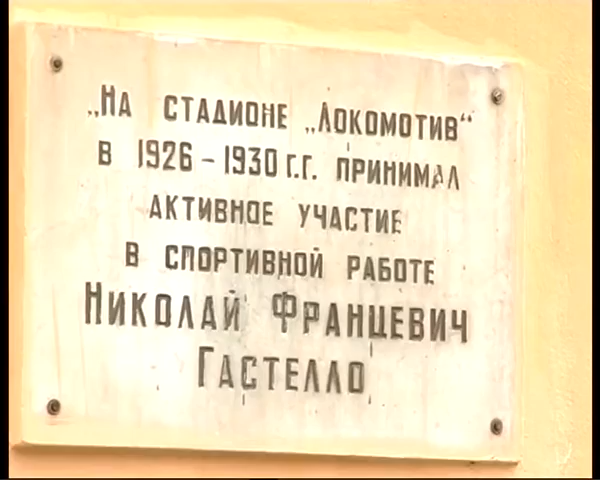 „На стадионе „Локомотив“
в 1926 – 1930 г.г. принимал
активное участие
в спортивной работе
Николай Францевич
Гастелло